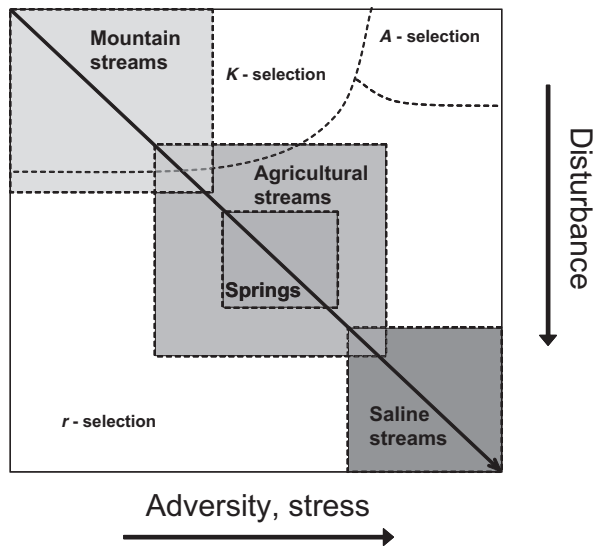 Mountain
streams
A - selection
K - selection
Agricultural
streams
Springs
Saline
streams
r - selection
Disturbance
Adversity, stress